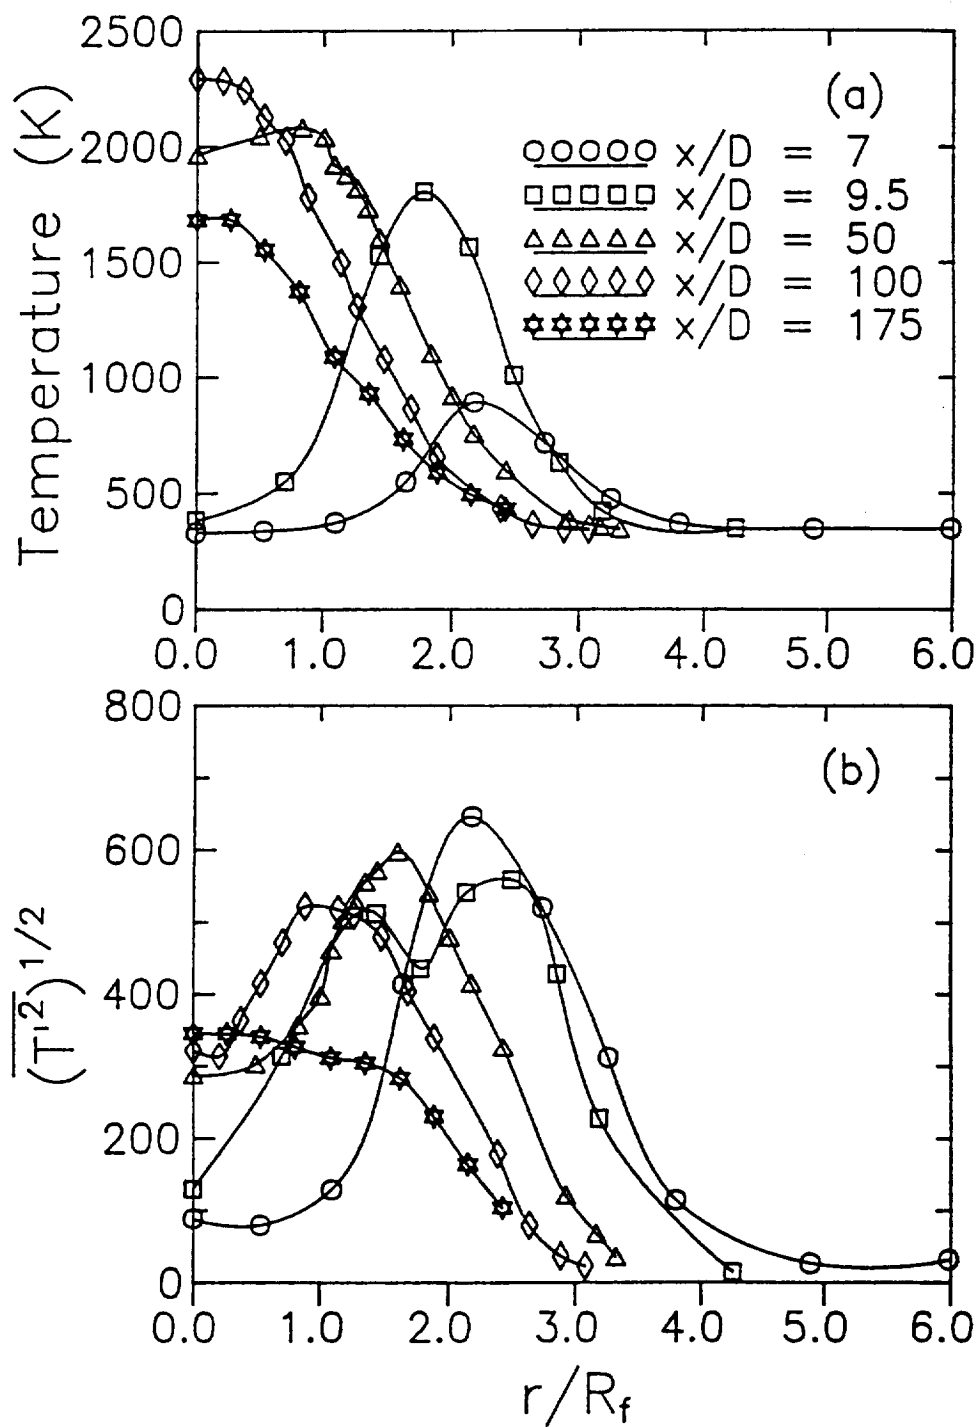 2500
2000
1500
1000
500
0
Temperature (K)
(a)
x/D = 7
x/D = 9.5
x/D = 50
x/D = 100
x/D = 175
0.0 1.0 2.0 3.0 4.0 5.0 6.0
800
600
400
200
0
(T'2)1/2
(b)
0.0 1.0 2.0 3.0 4.0 5.0 6.0
r/Rf